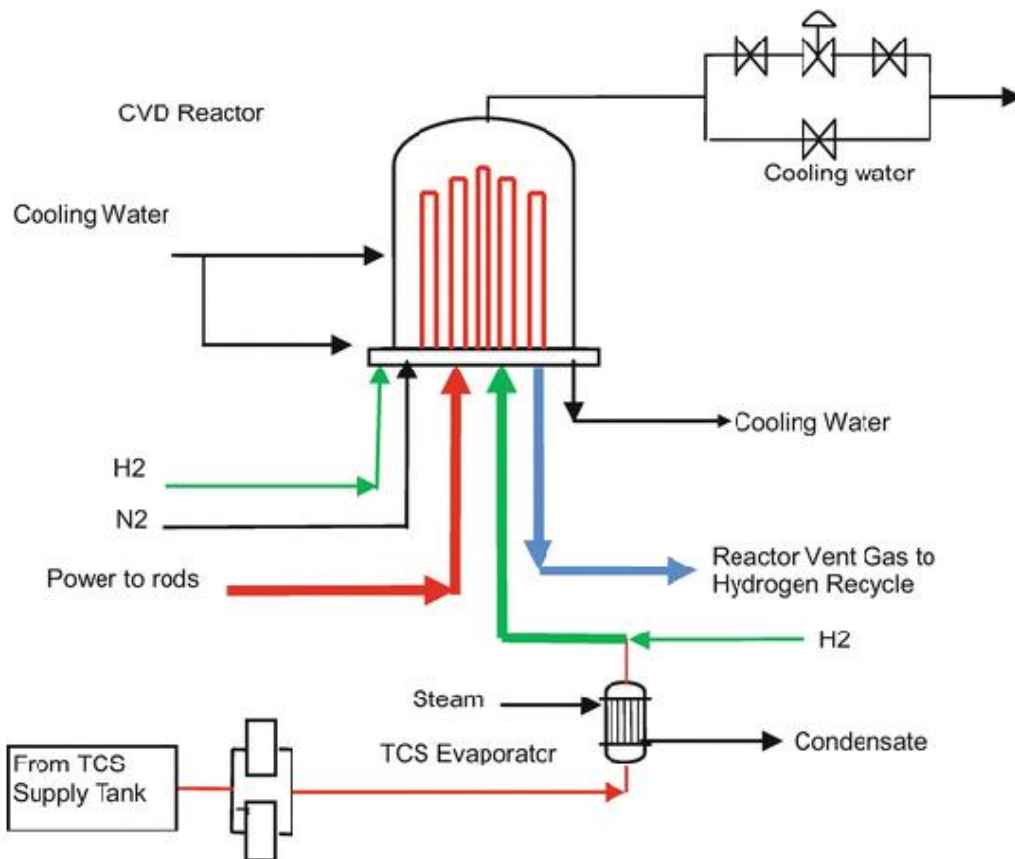 CVD Reactor
Cooling water
Cooling Water
Cooling Water
H2
N2
Power to rods
Reactor Vent Gas to
Hydrogen Recycle
H2
Steam
TCS Evaporator
Condensate
From TCS
Supply Tank